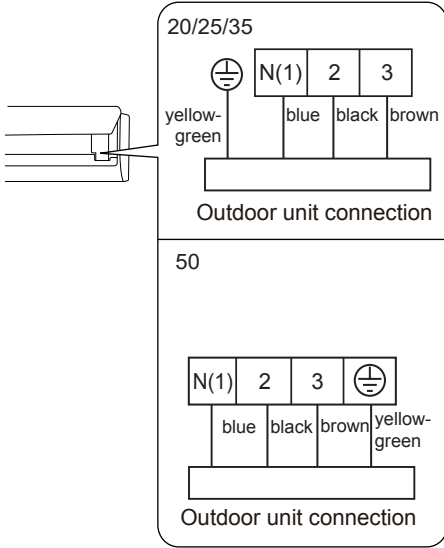 20/25/35
N(1) 2 3
yellow-
green
blue black brown
Outdoor unit connection
50
N(1) 2 3
blue black brown yellow-
green
Outdoor unit connection